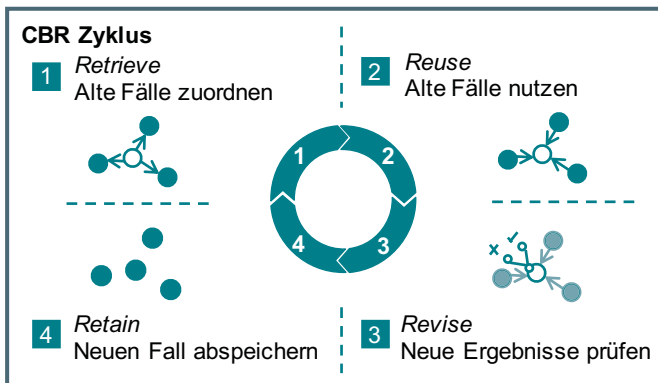 CBR Zyklus
1 Retrieve
Alte Fälle zuordnen
2 Reuse
Alte Fälle nutzen
1 2
4 3
4 Retain
Neuen Fall abspeichern
3 Revise
Neue Ergebnisse prüfen